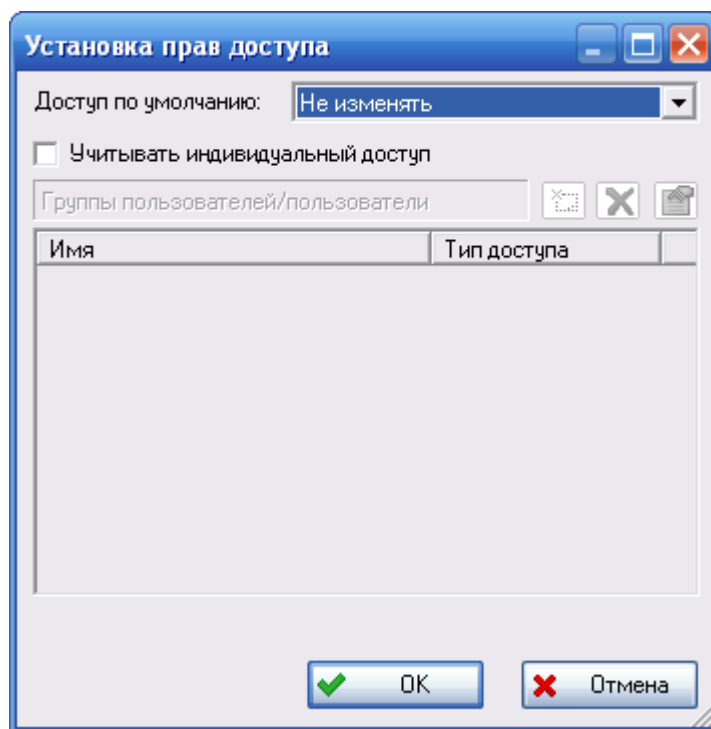 Установка прав доступа
Доступ по умолчанию: Не изменять
Учитывать индивидуальный доступ
Группы пользователей/пользователи
Имя Тип доступа
OK Отмена